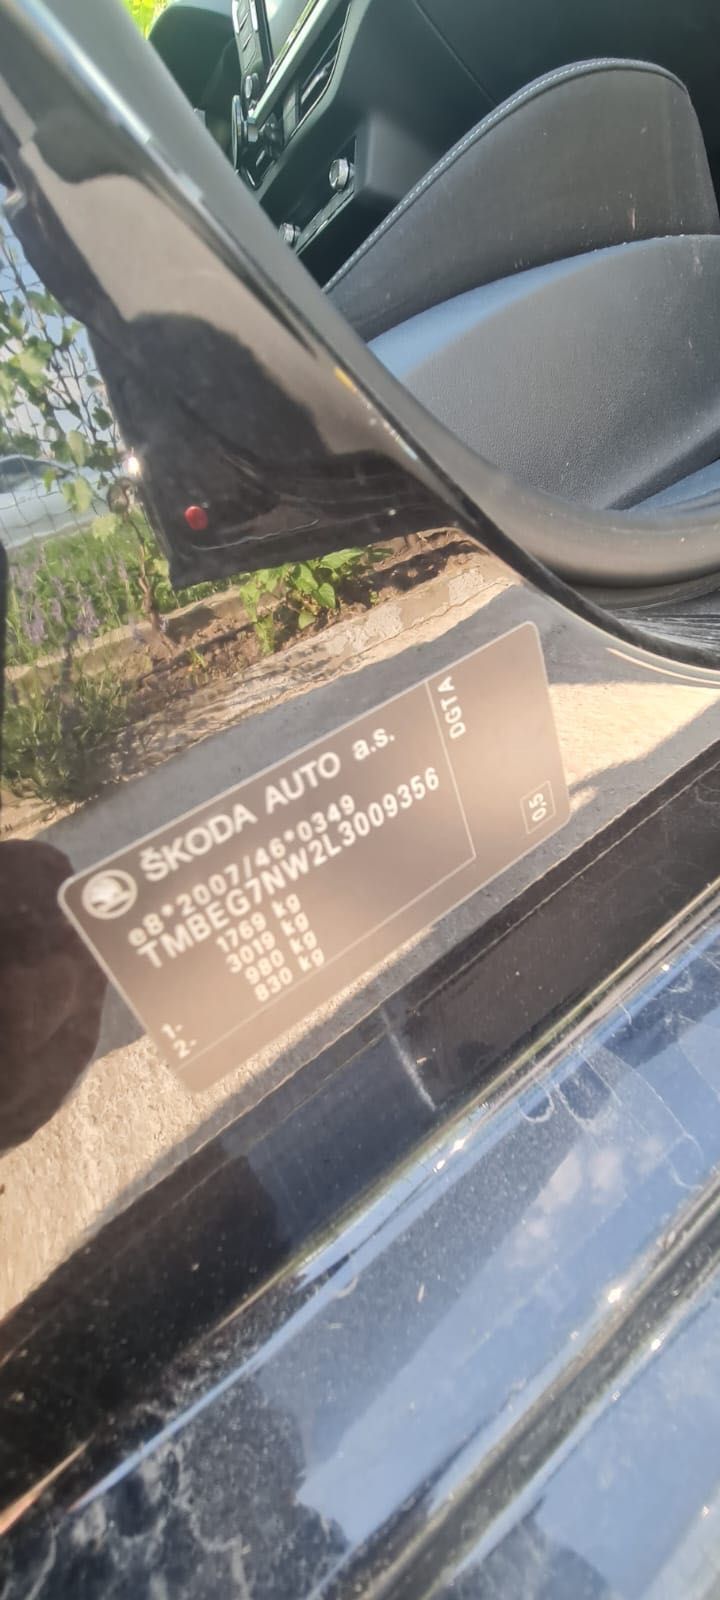 ŠKODA AUTO a.s.
e8*2007/46*0349
TMBEG7NW2L3009356
1769 kg
3019 kg
1- 980 kg
2- 830 kg
DGTA
05